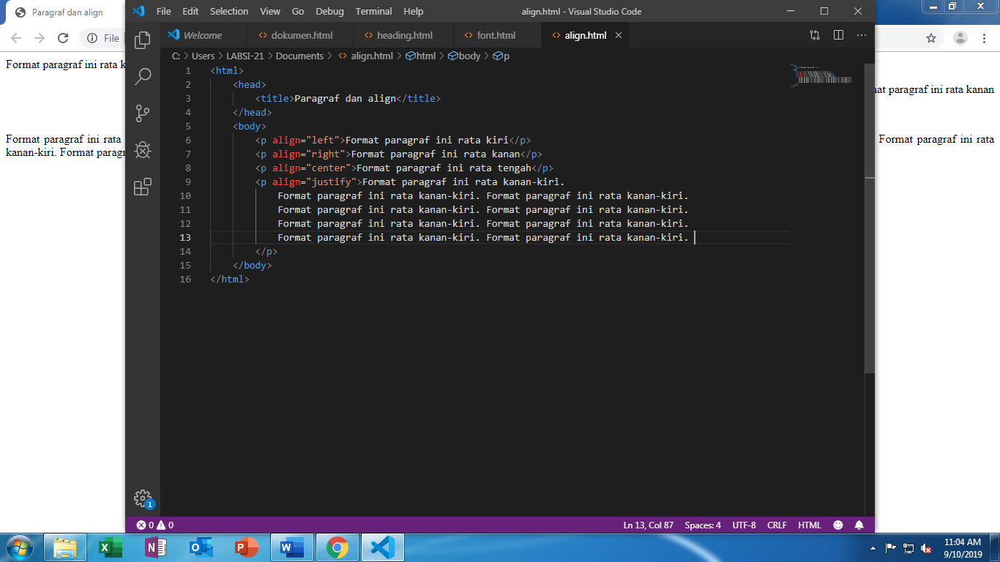 Paragraf dan align
File Edit Selection View Go Debug Terminal Help
align.html - Visual Studio Code
File
Welcome
dokumen.html
heading.html
font.html
align.html
C: > Users > LABSI-21 > Documents > align.html > html > body > p
Format paragraf ini rata k
at paragraf ini rata kanan
Format paragraf ini rata
Format paragraf ini rata
kanan-kiri. Format paragr
1 <html>
2 <head>
3 <title>Paragraf dan align</title>
4 </head>
5 <body>
6 <p align="left">Format paragraf ini rata kiri</p>
7 <p align="right">Format paragraf ini rata kanan</p>
8 <p align="center">Format paragraf ini rata tengah</p>
9 <p align="justify">Format paragraf ini rata kanan-kiri.
10 Format paragraf ini rata kanan-kiri. Format paragraf ini rata kanan-kiri.
11 Format paragraf ini rata kanan-kiri. Format paragraf ini rata kanan-kiri.
12 Format paragraf ini rata kanan-kiri. Format paragraf ini rata kanan-kiri.
13 Format paragraf ini rata kanan-kiri. Format paragraf ini rata kanan-kiri.
14 </p>
15 </body>
16 </html>
1
0 0
Ln 13, Col 87 Spaces: 4 UTF-8 CRLF HTML
11:04 AM
9/10/2019